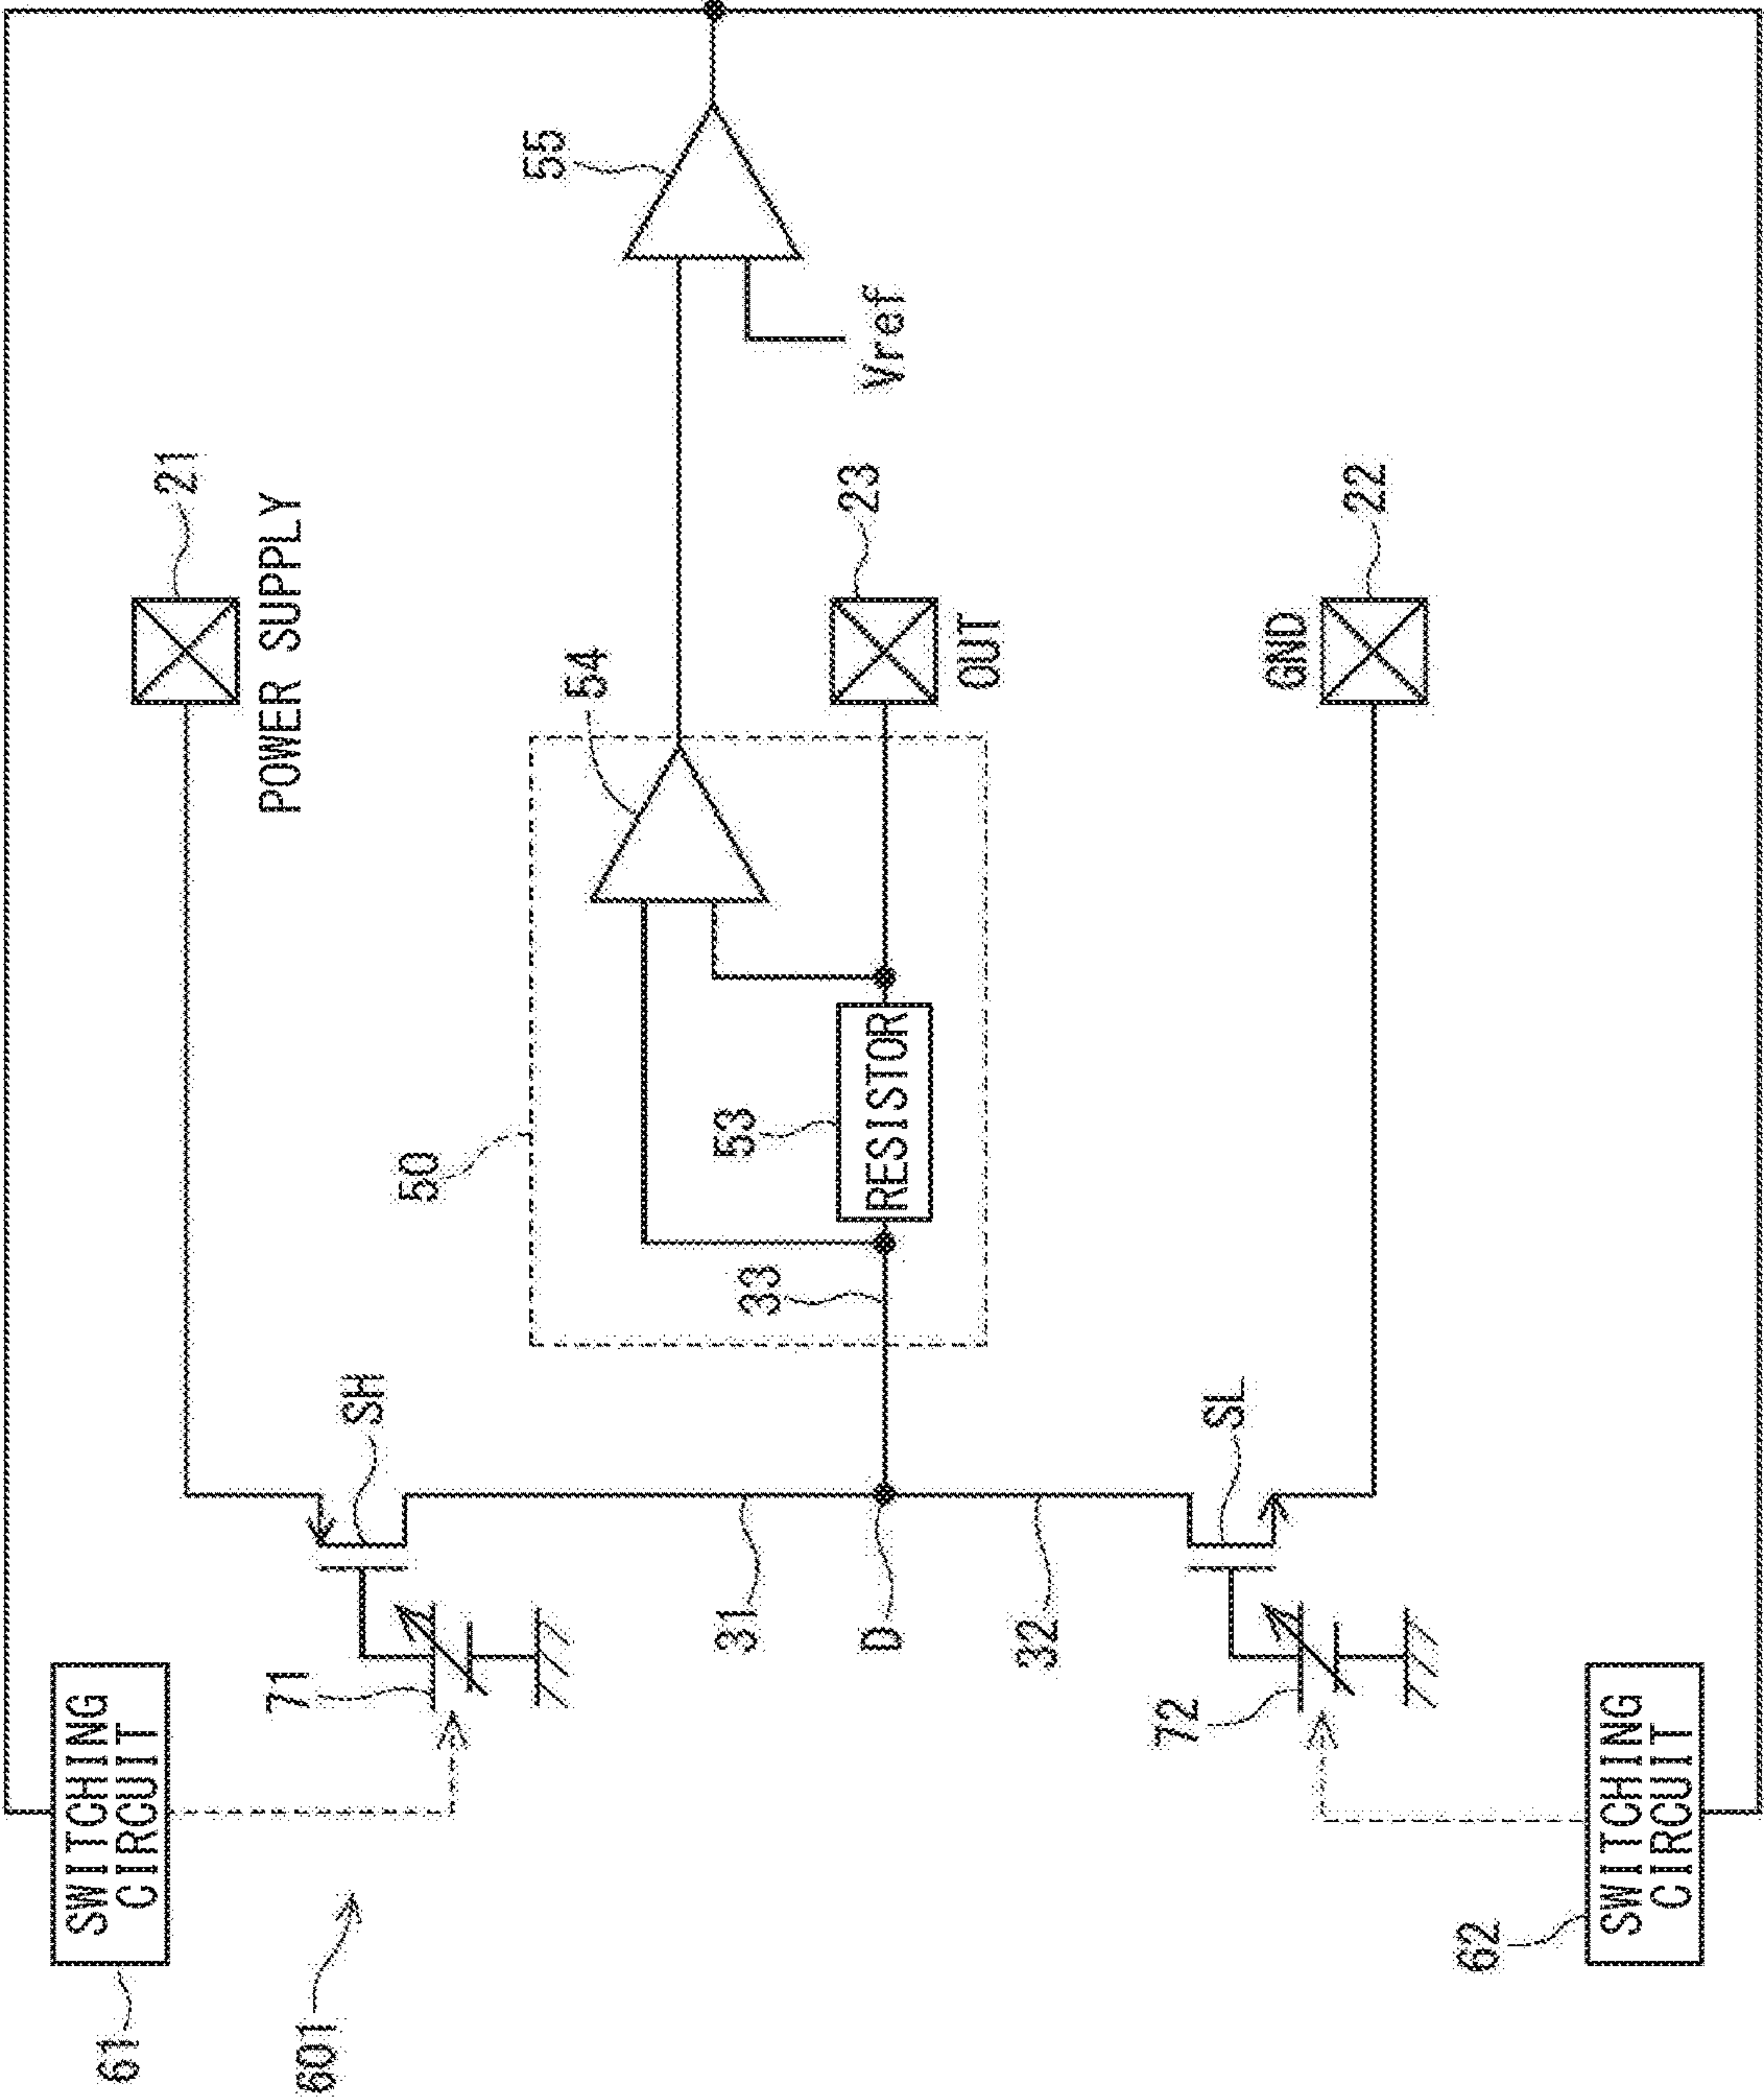 61
601
SWITCHING
CIRCUIT
71
SH
21
POWER SUPPLY
31
D
32
33
50
53
RESISTOR
54
55
Vref
23
OUT
GND
22
SL
72
62
SWITCHING
CIRCUIT